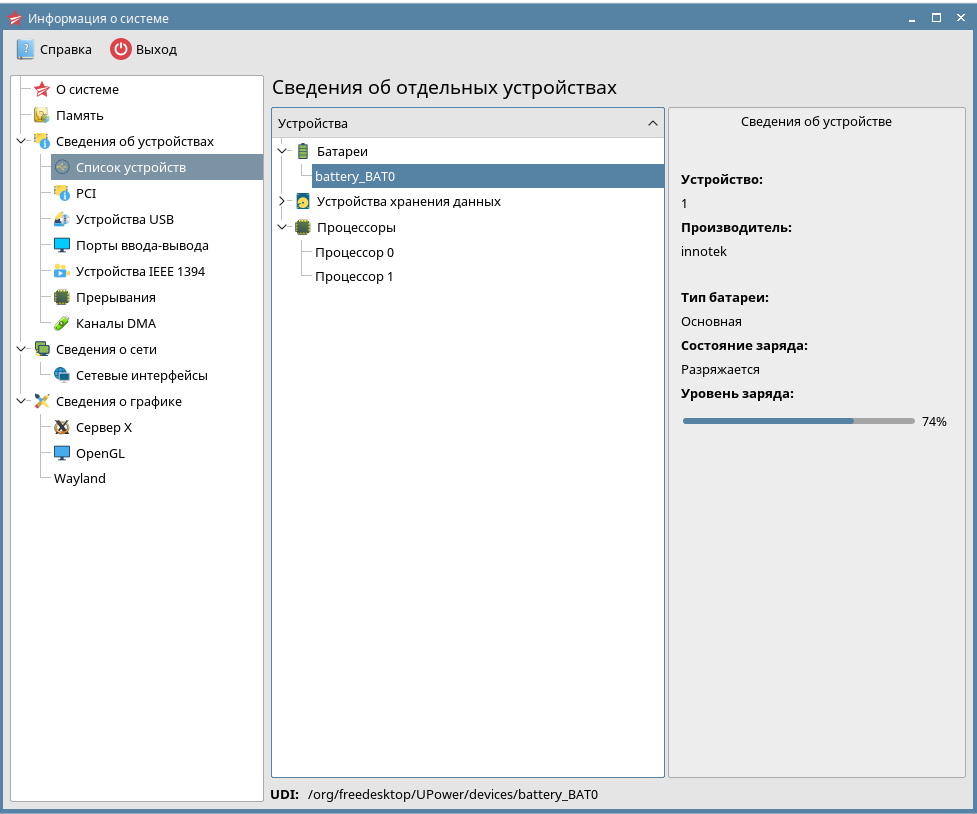 Информация о системе
Справка Выход
О системе
Память
Сведения об устройствах
Список устройств
PCI
Устройства USB
Порты ввода-вывода
Устройства IEEE 1394
Прерывания
Каналы DMA
Сведения о сети
Сетевые интерфейсы
Сведения о графике
Сервер X
OpenGL
Wayland
Сведения об отдельных устройствах
Устройства
Батареи
battery_BAT0
Устройства хранения данных
Процессоры
Процессор 0
Процессор 1
Сведения об устройстве
Устройство:
1
Производитель:
innotek
Тип батареи:
Основная
Состояние заряда:
Разряжается
Уровень заряда:
74%
UDI: /org/freedesktop/UPower/devices/battery_BAT0